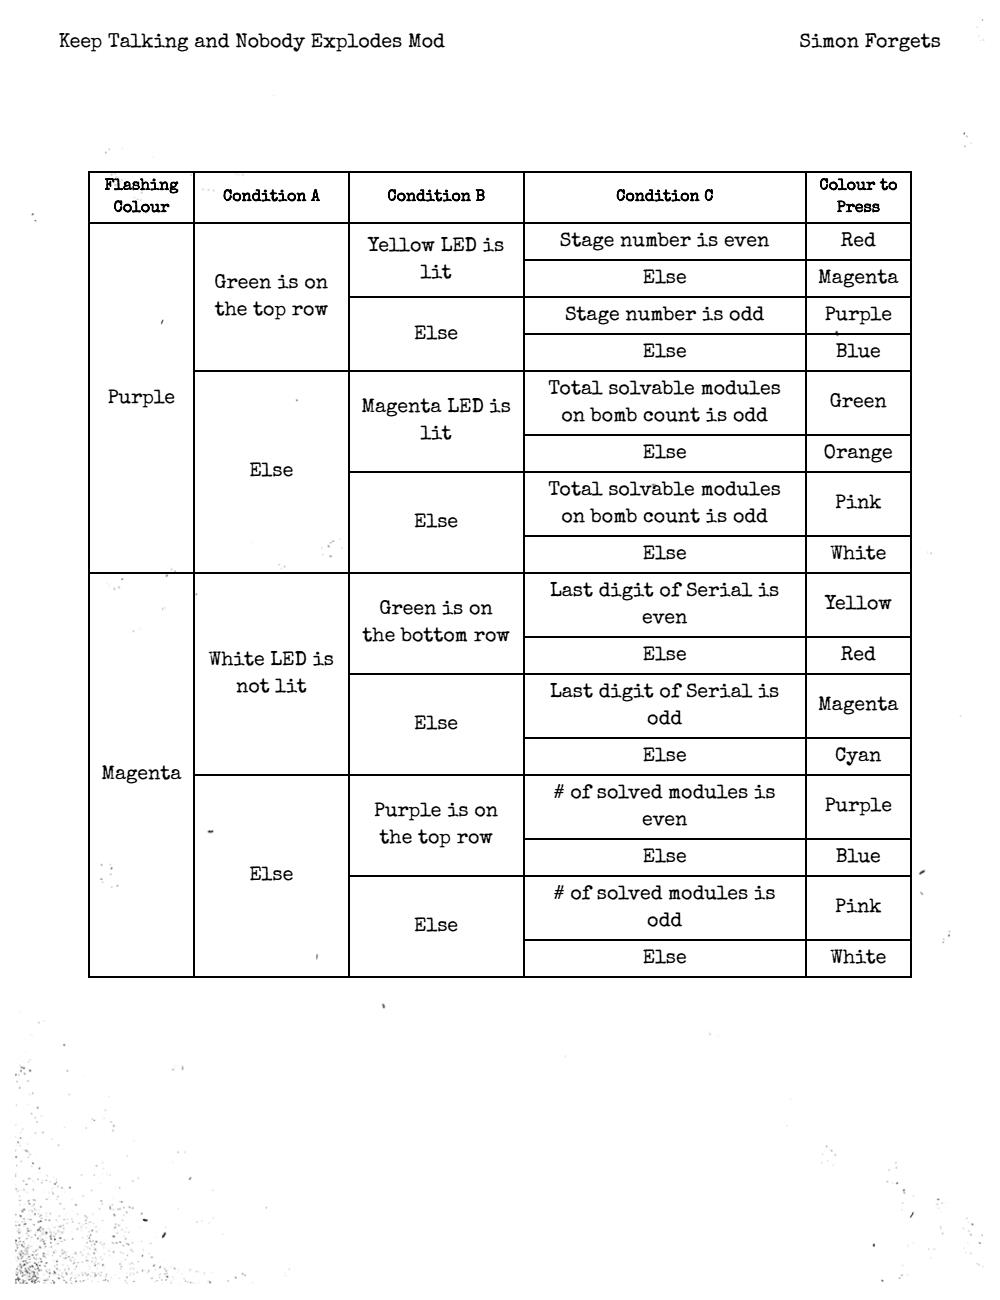 Keep Talking and Nobody Explodes Mod
Simon Forgets
Flashing
Colour
Condition A
Condition B
Condition C
Colour to
Press
Purple
Green is on
the top row
Yellow LED is
lit
Stage number is even
Red
Else
Magenta
Else
Stage number is odd
Purple
Else
Blue
Else
Magenta LED is
lit
Total solvable modules
on bomb count is odd
Green
Else
Orange
Else
Total solvable modules
on bomb count is odd
Pink
Else
White
Magenta
White LED is
not lit
Green is on
the bottom row
Last digit of Serial is
even
Yellow
Else
Red
Else
Last digit of Serial is
odd
Magenta
Else
Cyan
Else
Purple is on
the top row
# of solved modules is
even
Purple
Else
Blue
Else
# of solved modules is
odd
Pink
Else
White